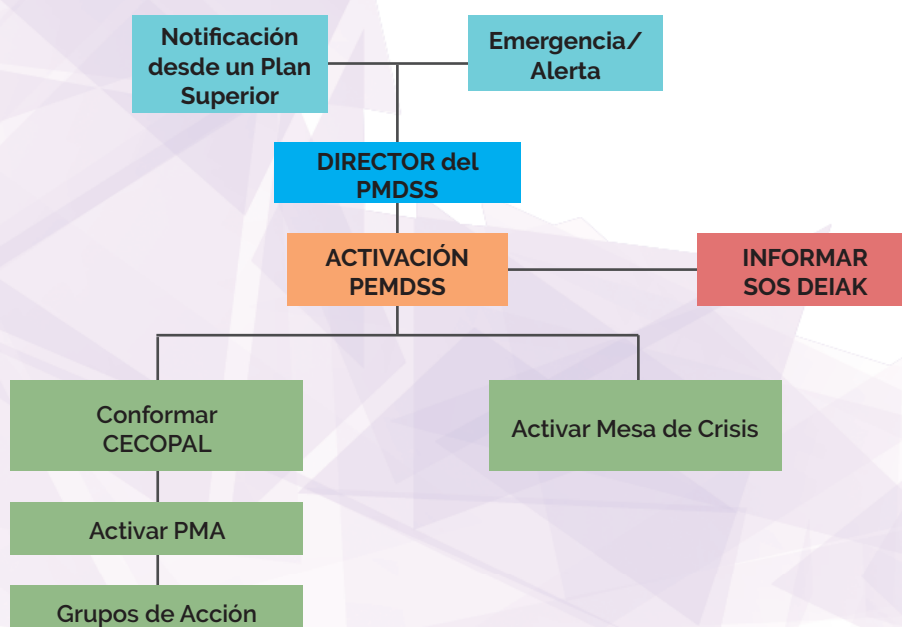 Notificación
desde un Plan
Superior
Emergencia/
Alerta
DIRECTOR del
PMDSS
ACTIVACIÓN
PEMDSS
INFORMAR
SOS DEIAK
Conformar
CECOPAL
Activar Mesa de Crisis
Activar PMA
Grupos de Acción